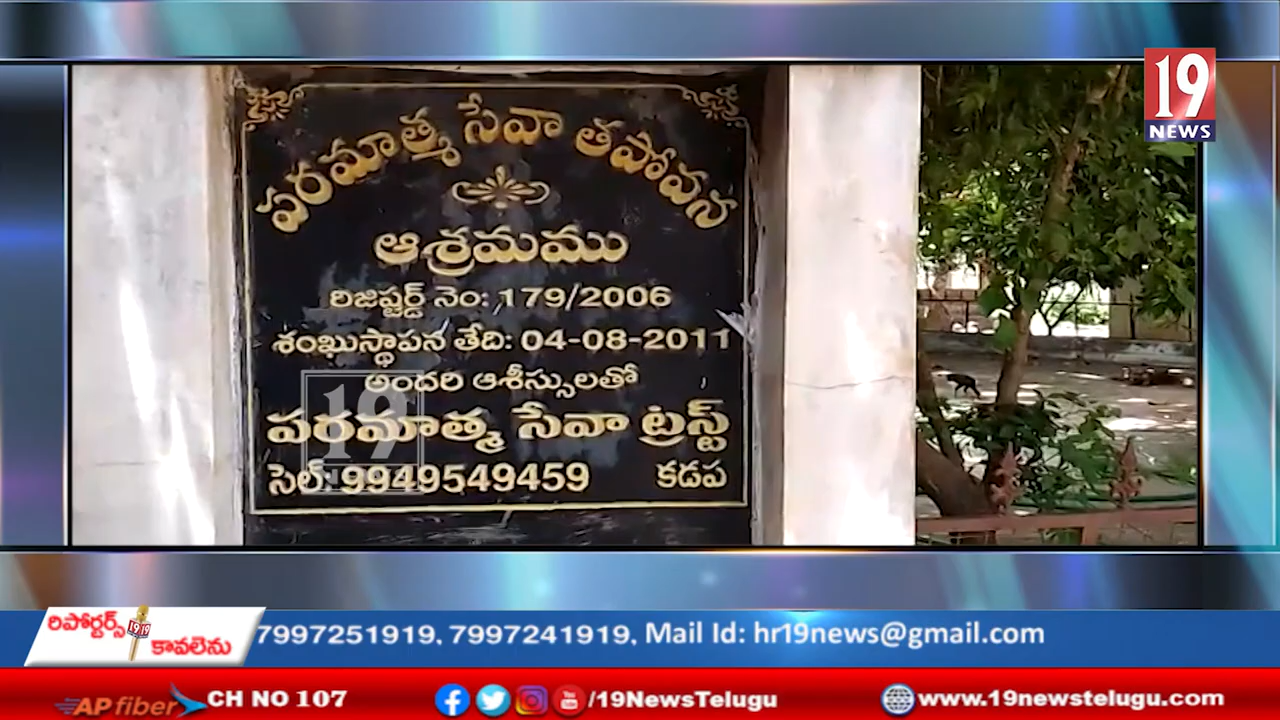 19
NEWS
పరమాత్మ సేవా తపోవన
ఆశ్రమము
రిజిష్టర్డ్ నెం: 179/2006
శంఖుస్థాపన తేది: 04-08-2011
అందరి ఆశీస్సులతో
పరమాత్మ సేవా ట్రస్ట్
సెల్: 9949549459 కడప
19
రిపోర్టర్స్ కావలెను
7997251919, 7997241919, Mail Id: hr19news@gmail.com
AP fiber CH NO 107 /19NewsTelugu www.19newstelugu.com